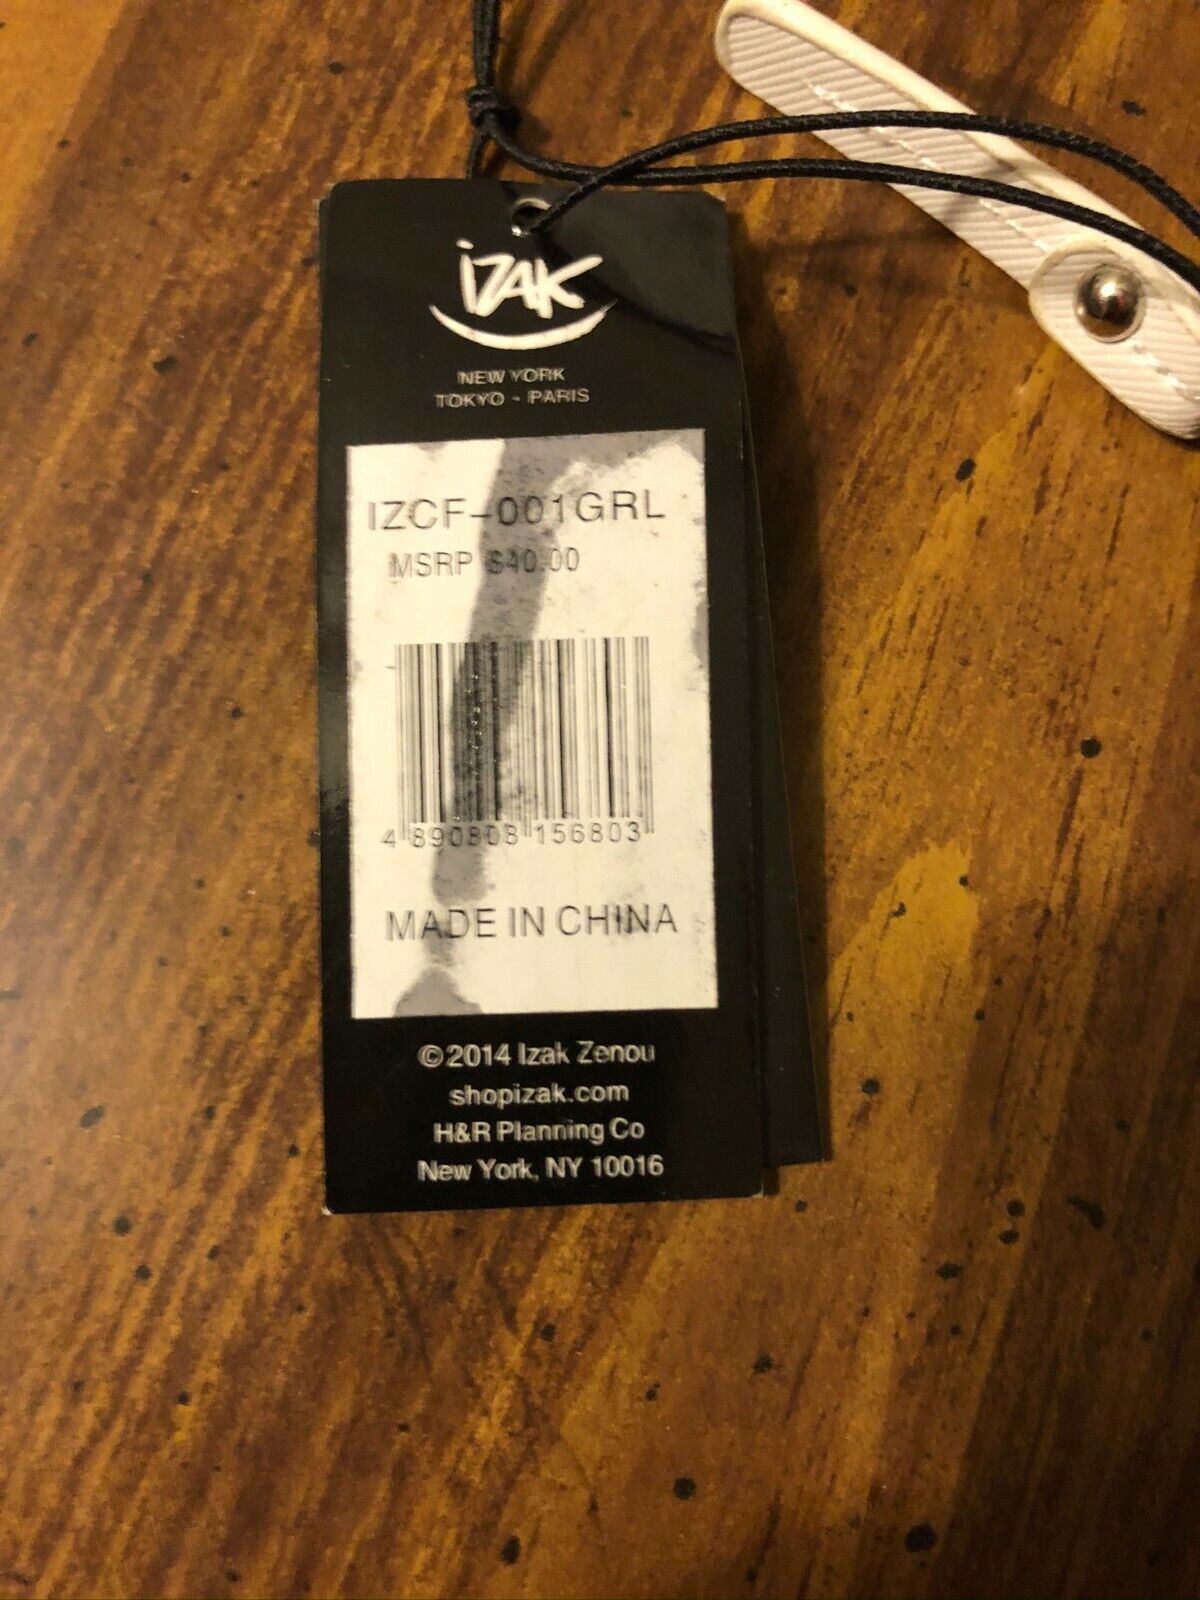 IZAK
NEW YORK
TOKYO - PARIS
IZCF-001GRL
MSRP $40.00
4 890808 156803
MADE IN CHINA
©2014 Izak Zenou
shopizak.com
H&R Planning Co
New York, NY 10016